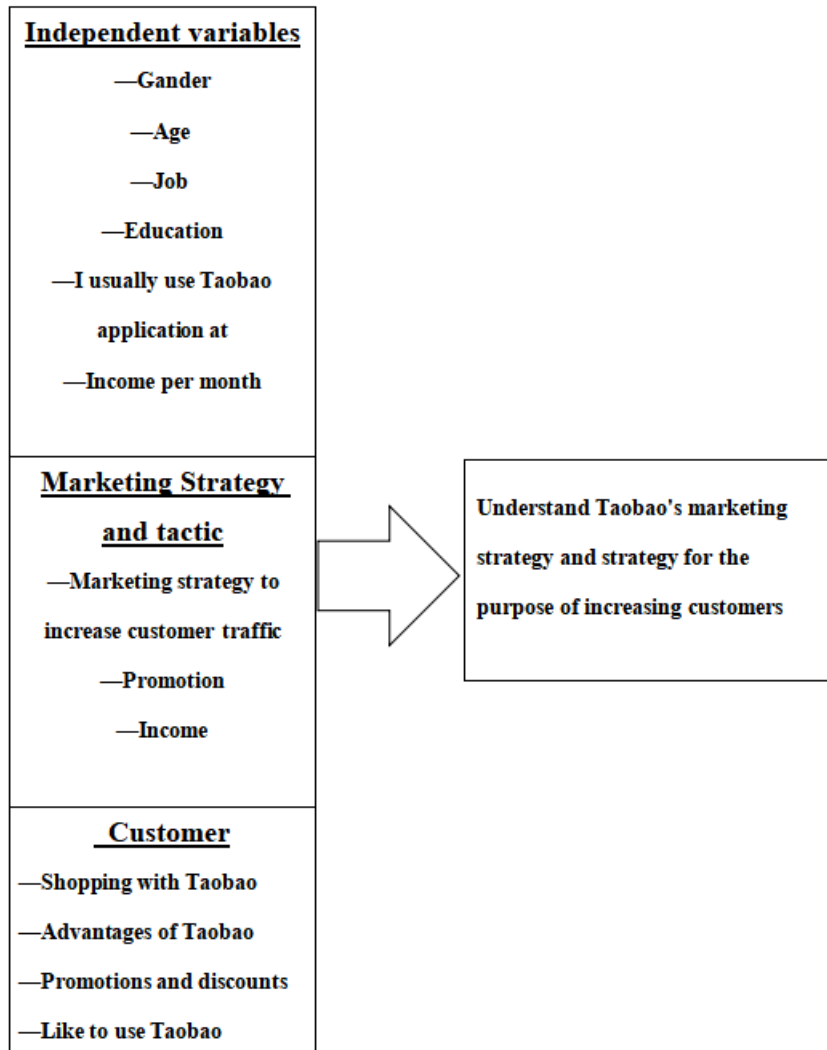 Independent variables
—Gander
—Age
—Job
—Education
—I usually use Taobao
application at
—Income per month
Marketing Strategy
and tactic
—Marketing strategy to
increase customer traffic
—Promotion
—Income
Customer
—Shopping with Taobao
—Advantages of Taobao
—Promotions and discounts
—Like to use Taobao
Understand Taobao's marketing
strategy and strategy for the
purpose of increasing customers